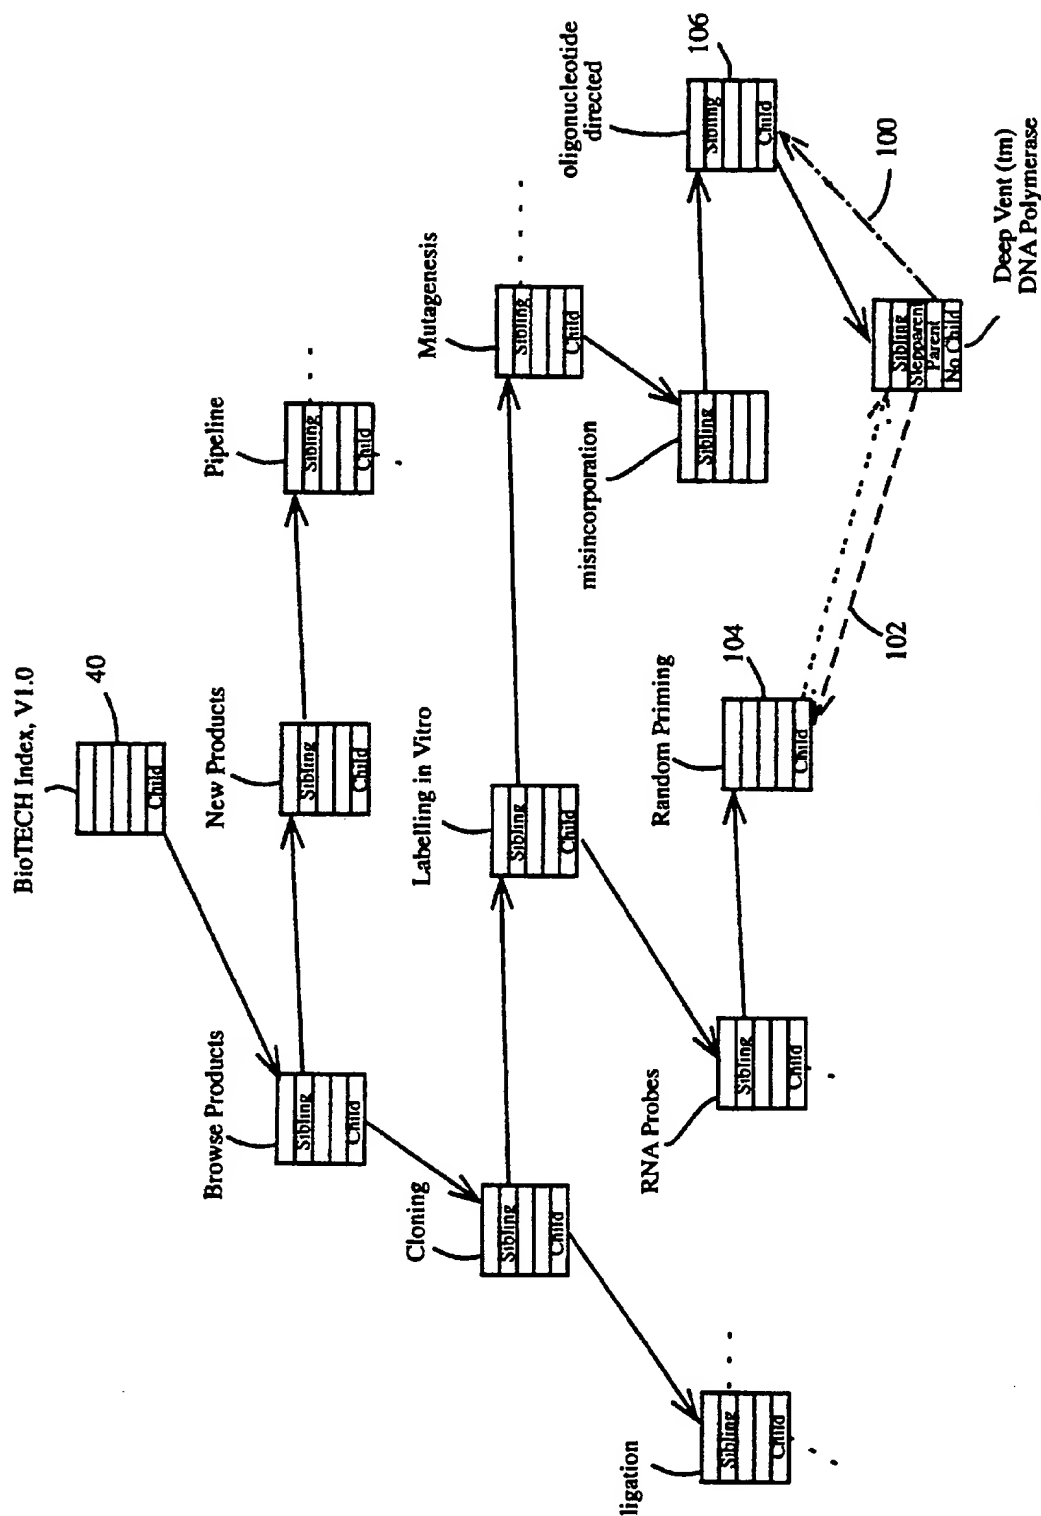 BioTECH Index, V1.0
40
Child
Browse Products
Sibling
Child
New Products
Sibling
Child
Pipeline
Sibling
Child
Cloning
Sibling
Child
Labelling in Vitro
Sibling
Child
Mutagenesis
Sibling
Child
ligation
Sibling
Child
RNA Probes
Sibling
Child
Random Priming
104
Child
misincorporation
Sibling
oligonucleotide
directed
106
Sibling
Child
100
102
Sibling
Stepparent
Parent
No Child
Deep Vent (tm)
DNA Polymerase